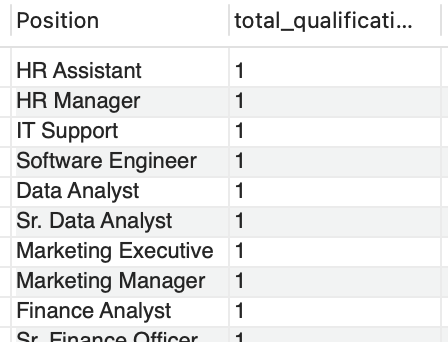 Position total_qualificati...
HR Assistant 1
HR Manager 1
IT Support 1
Software Engineer 1
Data Analyst 1
Sr. Data Analyst 1
Marketing Executive 1
Marketing Manager 1
Finance Analyst 1
Sr. Finance Officer 1